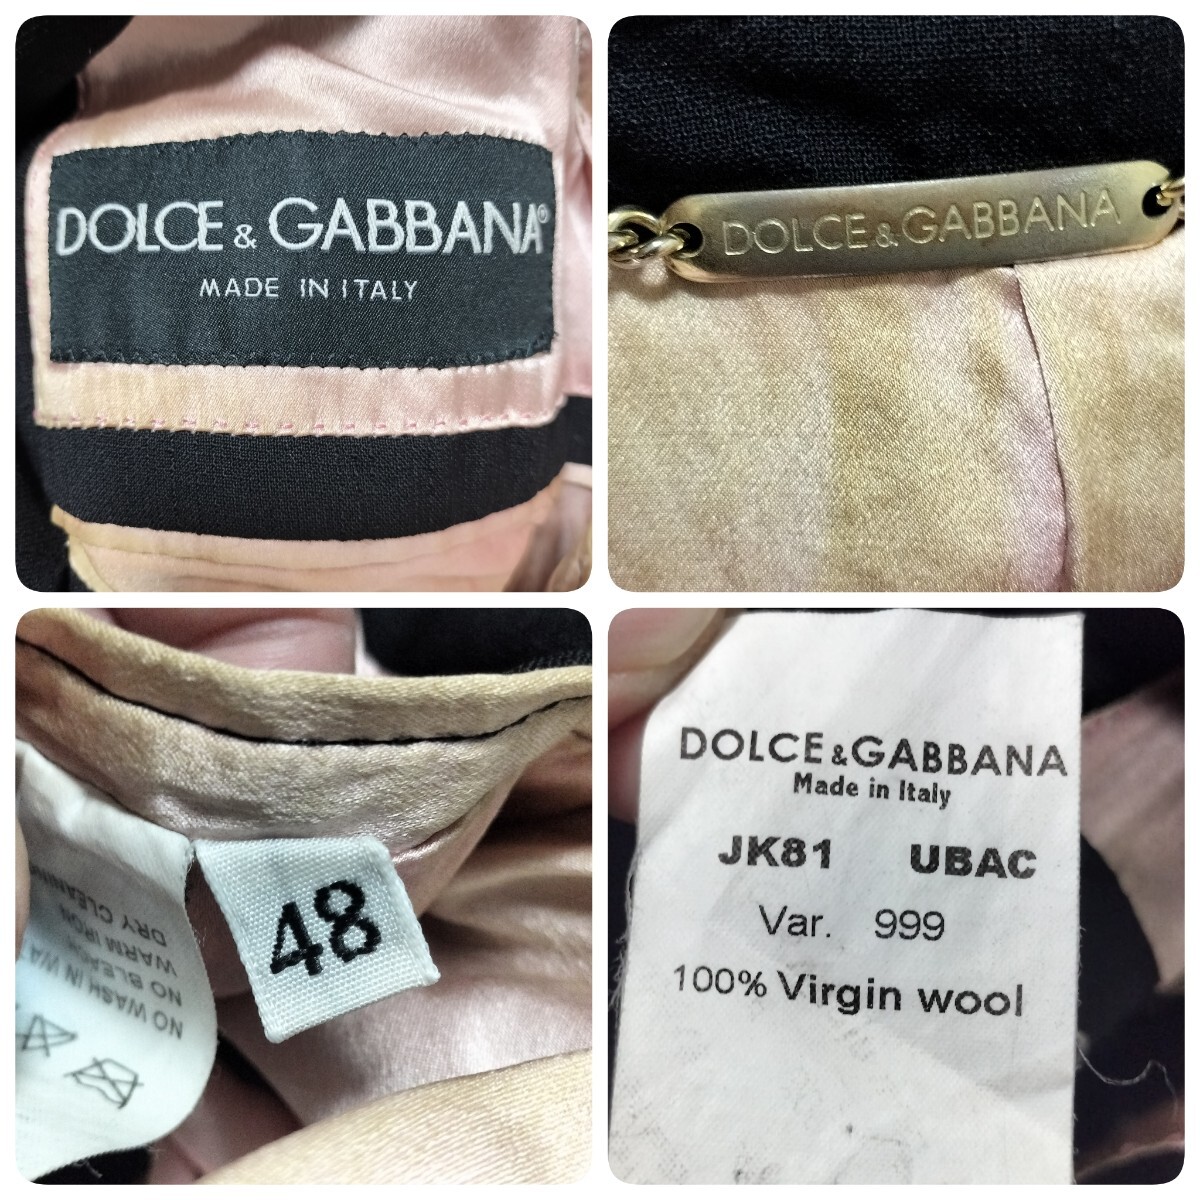 DOLCE & GABBANA®
MADE IN ITALY
DOLCE & GABBANA
48
NO WASH IN WAT
NO BLEACH
WARM IRON
DRY CLEANIN
DOLCE & GABBANA
Made in Italy
JK81 UBAC
Var. 999
100% Virgin wool